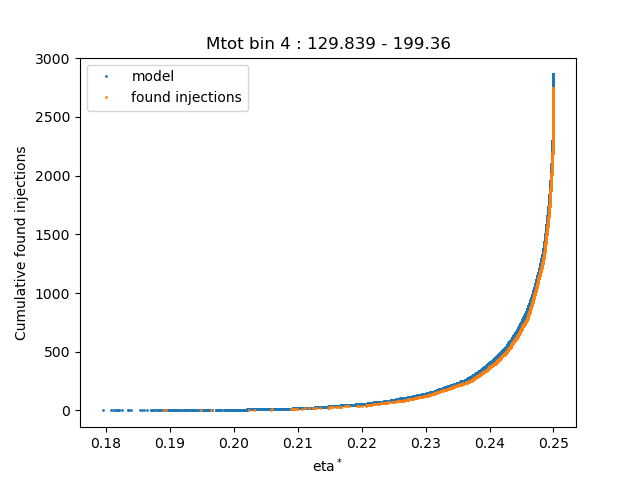 Mtot bin 4 : 129.839 - 199.36
model
found injections
Cumulative found injections
3000
2500
2000
1500
1000
500
0
0.18 0.19 0.20 0.21 0.22 0.23 0.24 0.25
eta*